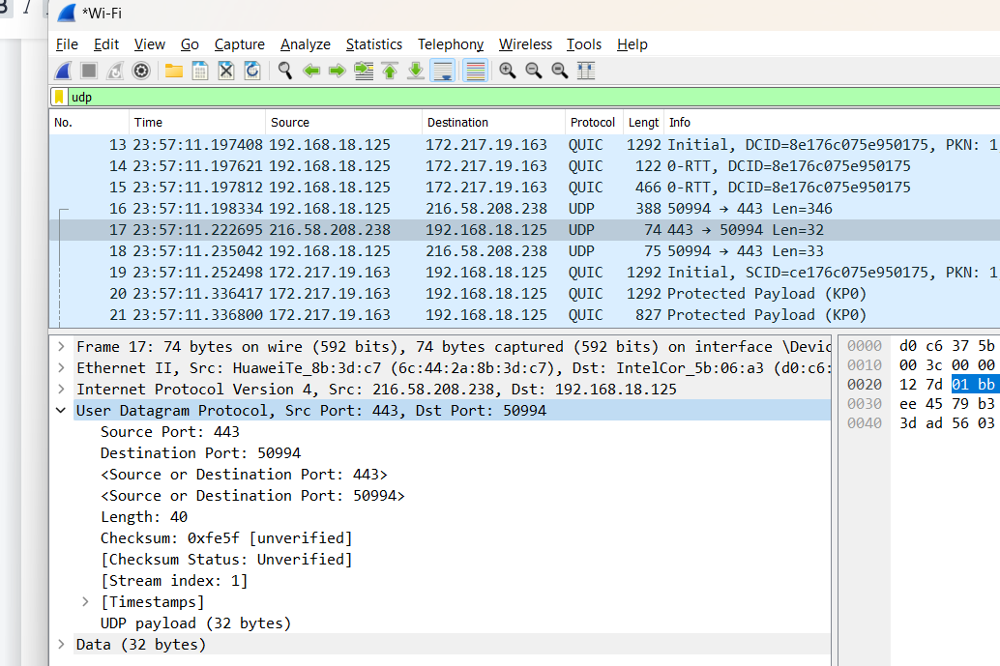 *Wi-Fi
File Edit View Go Capture Analyze Statistics Telephony Wireless Tools Help
udp
No. Time Source Destination Protocol Lengt Info
13 23:57:11.197408 192.168.18.125 172.217.19.163 QUIC 1292 Initial, DCID=8e176c075e950175, PKN: 1
14 23:57:11.197621 192.168.18.125 172.217.19.163 QUIC 122 0-RTT, DCID=8e176c075e950175
15 23:57:11.197812 192.168.18.125 172.217.19.163 QUIC 466 0-RTT, DCID=8e176c075e950175
16 23:57:11.198334 192.168.18.125 216.58.208.238 UDP 388 50994 → 443 Len=346
17 23:57:11.222695 216.58.208.238 192.168.18.125 UDP 74 443 → 50994 Len=32
18 23:57:11.235042 192.168.18.125 216.58.208.238 UDP 75 50994 → 443 Len=33
19 23:57:11.252498 172.217.19.163 192.168.18.125 QUIC 1292 Initial, SCID=ce176c075e950175, PKN: 1
20 23:57:11.336417 172.217.19.163 192.168.18.125 QUIC 1292 Protected Payload (KP0)
21 23:57:11.336800 172.217.19.163 192.168.18.125 QUIC 827 Protected Payload (KP0)
Frame 17: 74 bytes on wire (592 bits), 74 bytes captured (592 bits) on interface \Devic
Ethernet II, Src: HuaweiTe_8b:3d:c7 (6c:44:2a:8b:3d:c7), Dst: IntelCor_5b:06:a3 (d0:c6:
Internet Protocol Version 4, Src: 216.58.208.238, Dst: 192.168.18.125
User Datagram Protocol, Src Port: 443, Dst Port: 50994
Source Port: 443
Destination Port: 50994
<Source or Destination Port: 443>
<Source or Destination Port: 50994>
Length: 40
Checksum: 0xfe5f [unverified]
[Checksum Status: Unverified]
[Stream index: 1]
[Timestamps]
UDP payload (32 bytes)
Data (32 bytes)
0000 d0 c6 37 5b
0010 00 3c 00 00
0020 12 7d 01 bb
0030 ee 45 79 b3
0040 3d ad 56 03